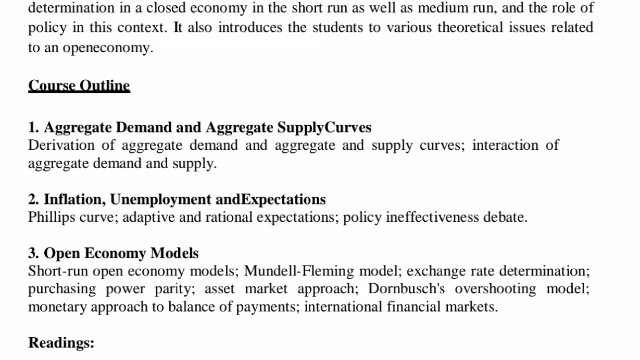 determination in a closed economy in the short run as well as medium run, and the role of
policy in this context. It also introduces the students to various theoretical issues related
to an openeconomy.
Course Outline
1. Aggregate Demand and Aggregate SupplyCurves
Derivation of aggregate demand and aggregate and supply curves; interaction of
aggregate demand and supply.
2. Inflation, Unemployment andExpectations
Phillips curve; adaptive and rational expectations; policy ineffectiveness debate.
3. Open Economy Models
Short-run open economy models; Mundell-Fleming model; exchange rate determination;
purchasing power parity; asset market approach; Dornbusch's overshooting model;
monetary approach to balance of payments; international financial markets.
Readings: